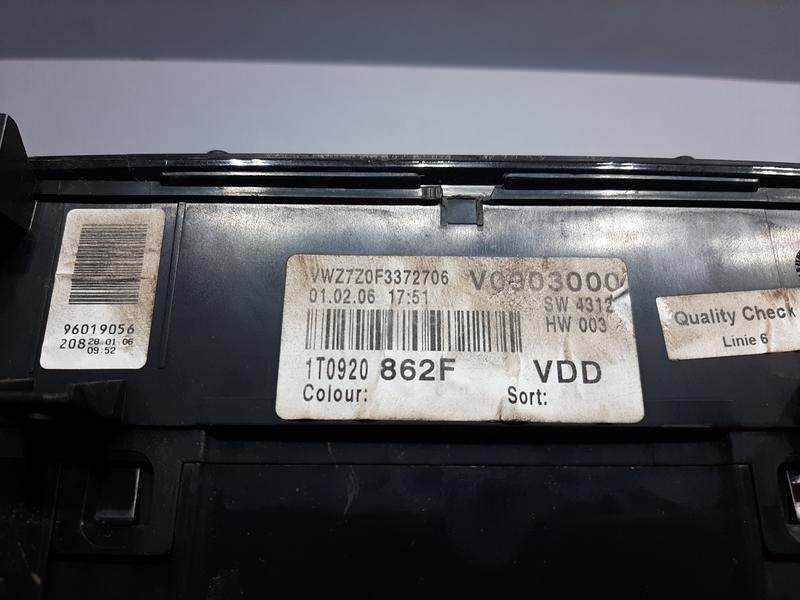 96019056
208 28.01.06
09:52
VWZ7Z0F3372706 V0003000
01.02.06 17:51 SW 4312
HW 003
1T0920 862F VDD
Colour: Sort:
Quality Check
Linie 6